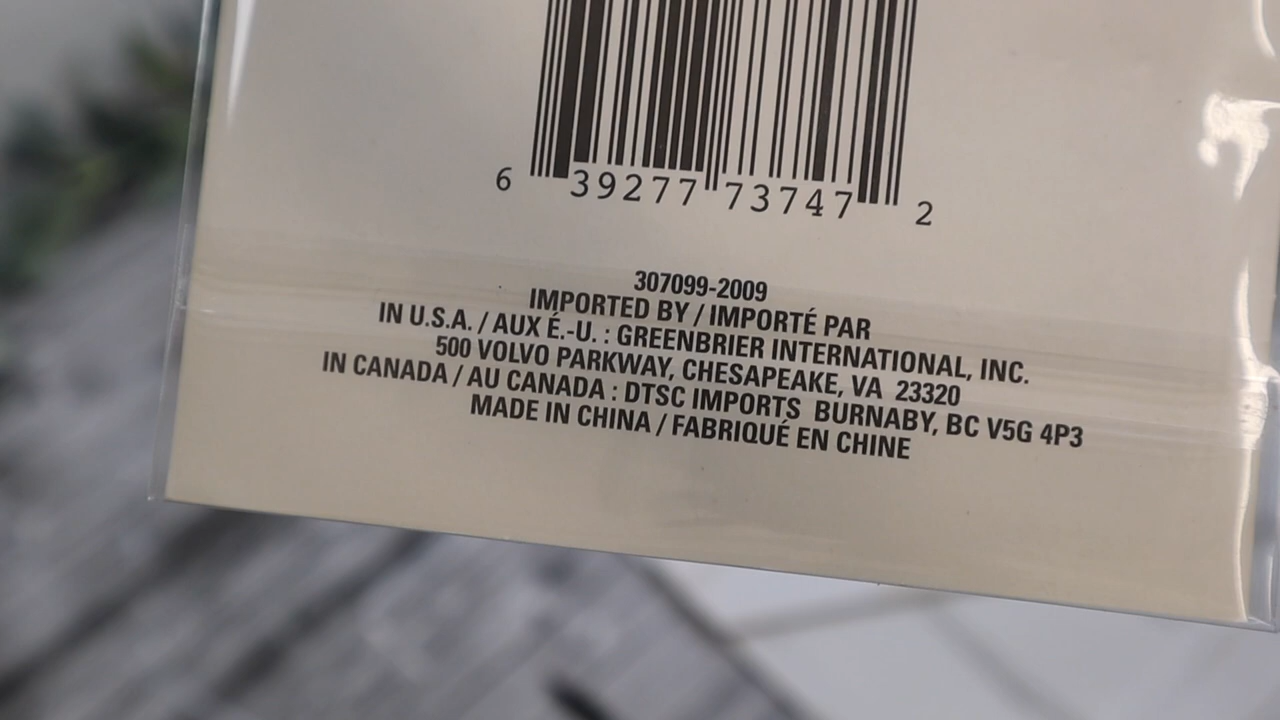 6 39277 73747 2
307099-2009
IMPORTED BY / IMPORTÉ PAR
IN U.S.A. / AUX É.-U. : GREENBRIER INTERNATIONAL, INC.
500 VOLVO PARKWAY, CHESAPEAKE, VA 23320
IN CANADA / AU CANADA : DTSC IMPORTS BURNABY, BC V5G 4P3
MADE IN CHINA / FABRIQUÉ EN CHINE